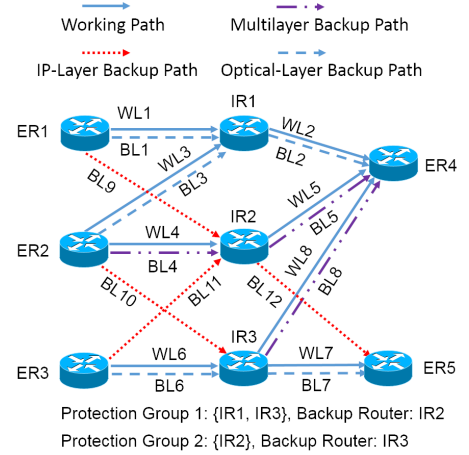 Working Path
Multilayer Backup Path
IP-Layer Backup Path
Optical-Layer Backup Path
ER1
WL1
BL1
IR1
WL2
BL2
ER4
BL9
WL3
BL3
ER2
WL4
BL4
IR2
WL5
BL5
BL10
BL11
BL12
WL8
BL8
ER3
WL6
BL6
IR3
WL7
BL7
ER5
Protection Group 1: {IR1, IR3}, Backup Router: IR2
Protection Group 2: {IR2}, Backup Router: IR3